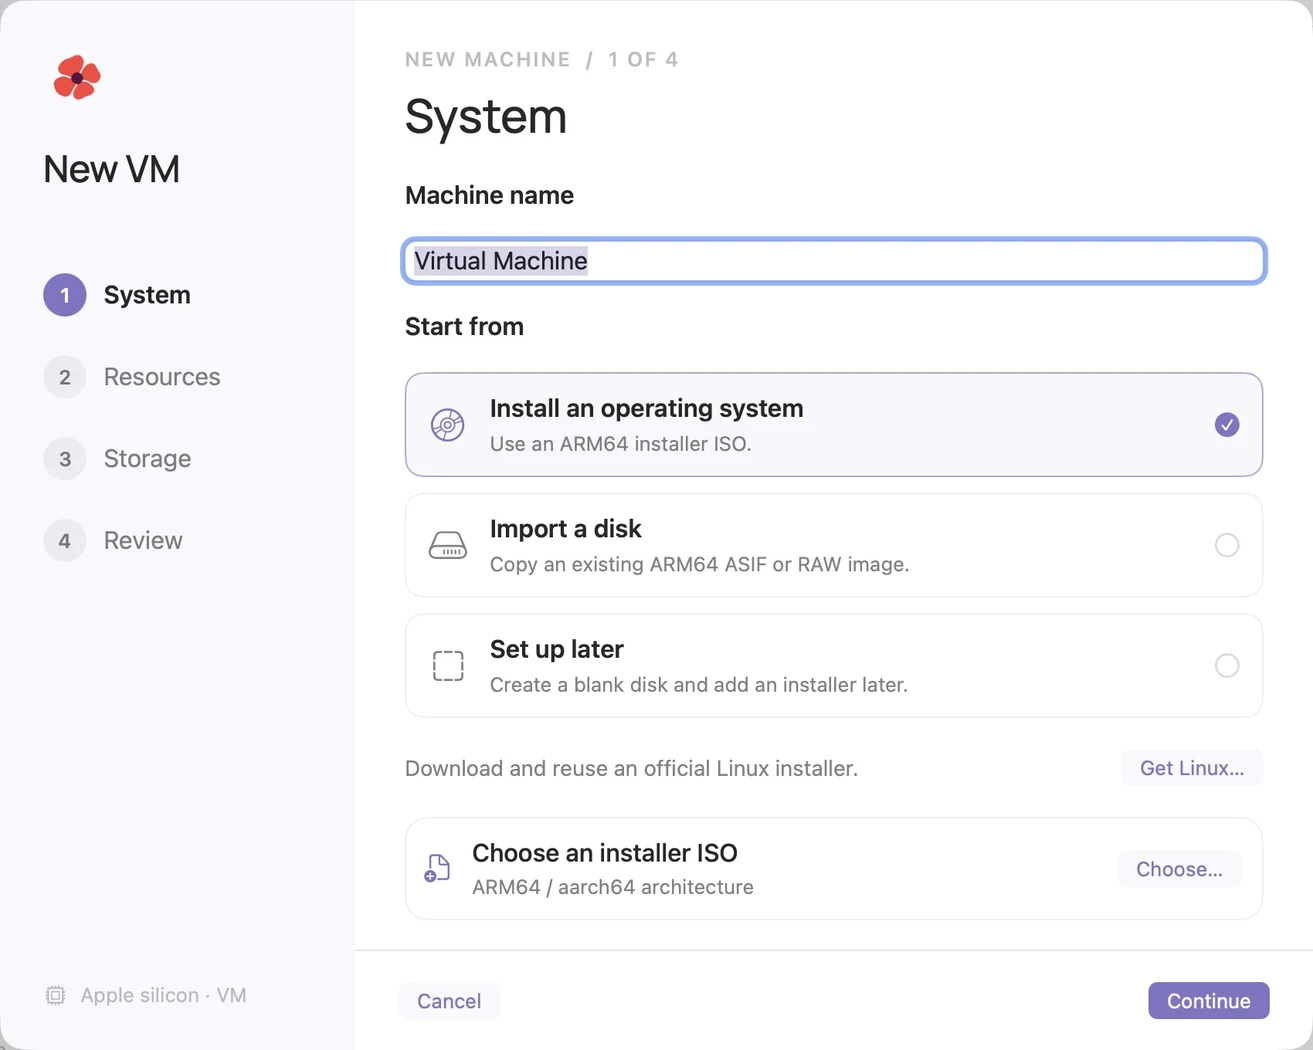 New VM
1 System
2 Resources
3 Storage
4 Review
Apple silicon · VM
NEW MACHINE / 1 OF 4
System
Machine name
Virtual Machine
Start from
Install an operating system
Use an ARM64 installer ISO.
Import a disk
Copy an existing ARM64 ASIF or RAW image.
Set up later
Create a blank disk and add an installer later.
Download and reuse an official Linux installer.
Get Linux...
Choose an installer ISO
ARM64 / aarch64 architecture
Choose...
Cancel
Continue